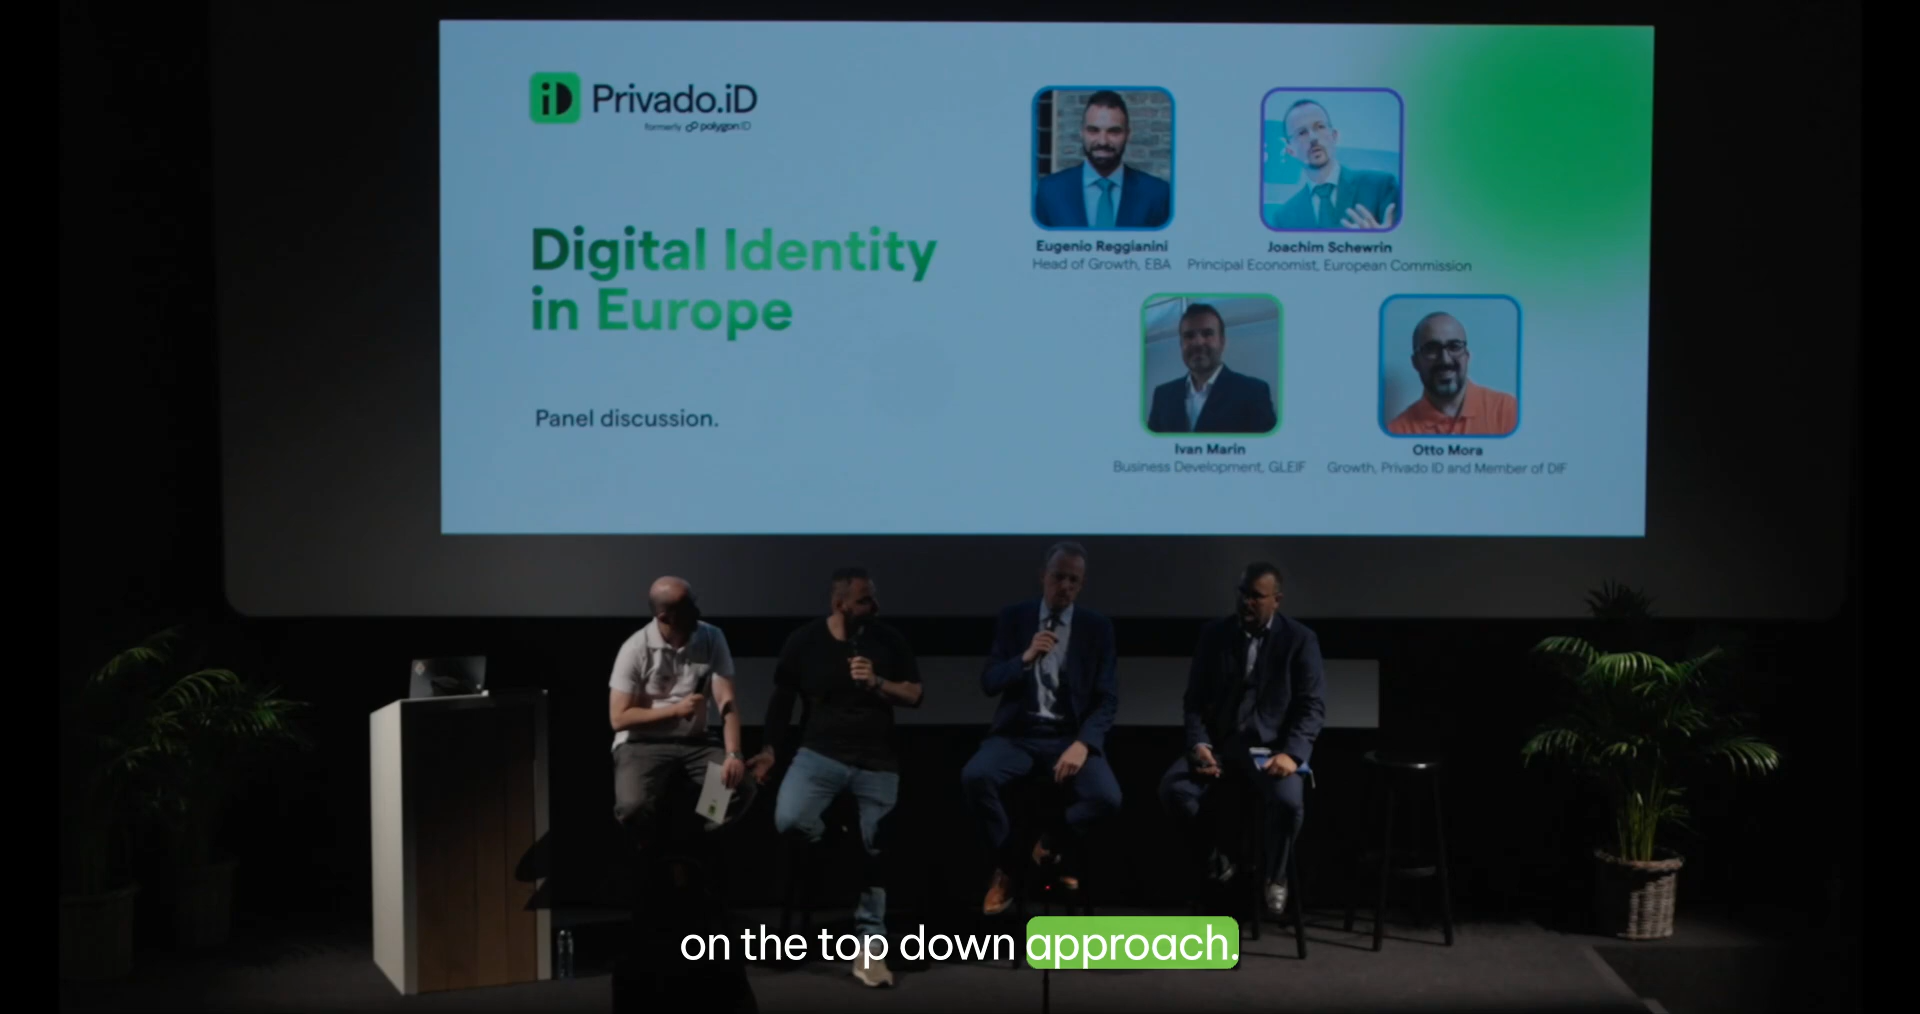 iD Privado.iD
formerly polygon ID
Digital Identity
in Europe
Panel discussion.
Eugenio Reggianini
Head of Growth, EBA
Joachim Schewrin
Principal Economist, European Commission
Ivan Marin
Business Development, GLEIF
Otto Mora
Growth, Privado ID and Member of DIF
on the top down approach.